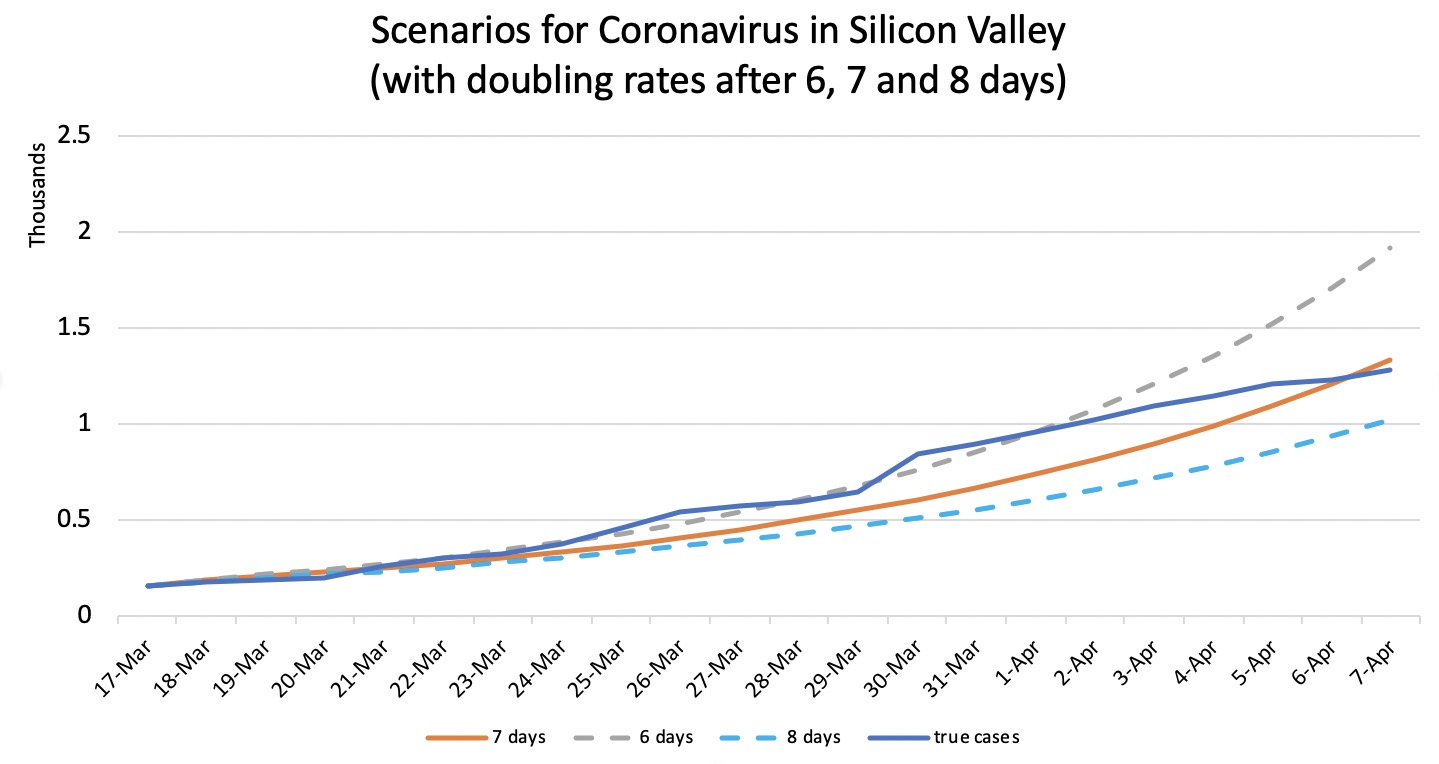 Scenarios for Coronavirus in Silicon Valley
(with doubling rates after 6, 7 and 8 days)
Thousands
2.5
2
1.5
1
0.5
0
17-Mar
18-Mar
19-Mar
20-Mar
21-Mar
22-Mar
23-Mar
24-Mar
25-Mar
26-Mar
27-Mar
28-Mar
29-Mar
30-Mar
31-Mar
1-Apr
2-Apr
3-Apr
4-Apr
5-Apr
6-Apr
7-Apr
7 days
6 days
8 days
true cases